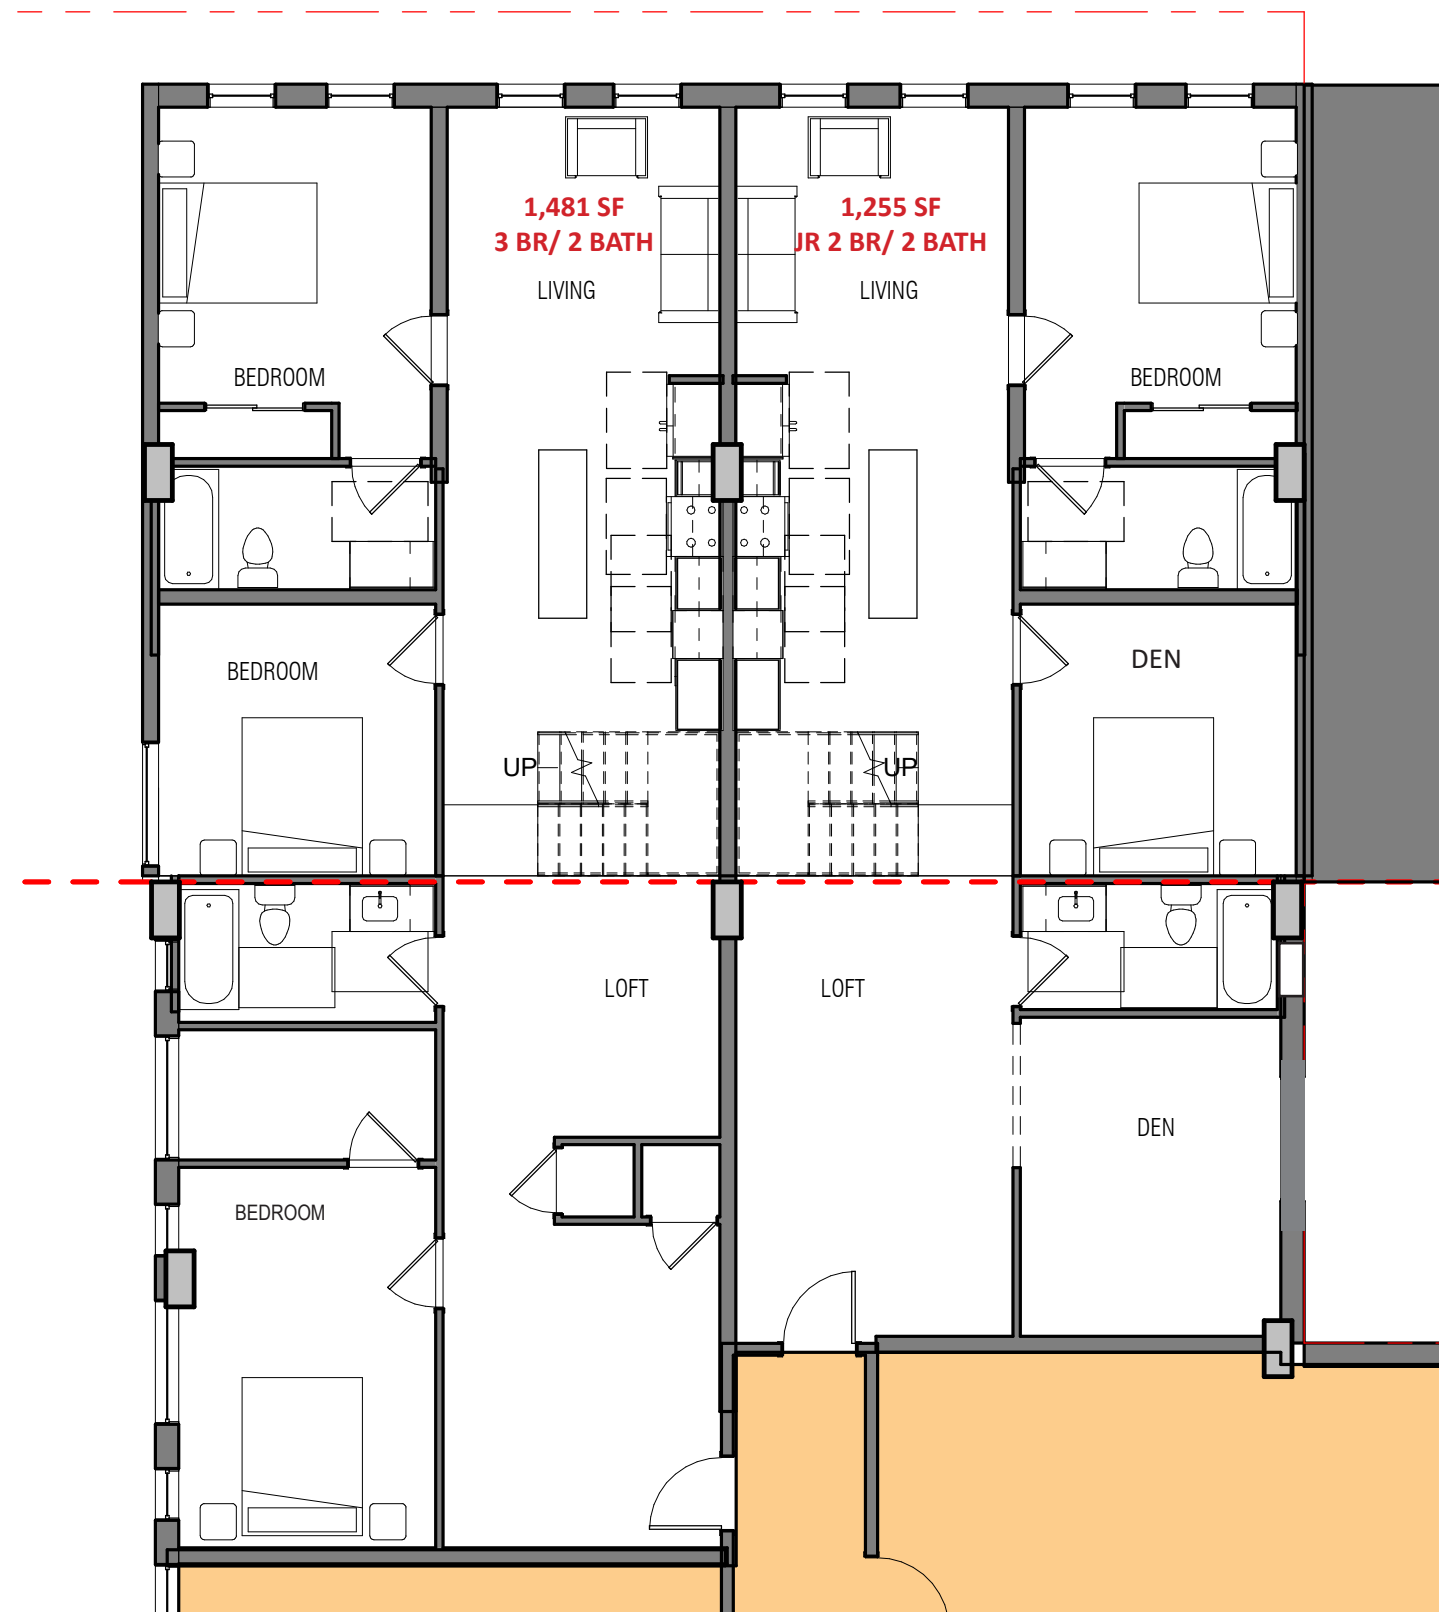 1,481 SF
3 BR/ 2 BATH
LIVING
1,255 SF
JR 2 BR/ 2 BATH
LIVING
BEDROOM
BEDROOM
BEDROOM
DEN
UP
UP
LOFT
LOFT
DEN
BEDROOM